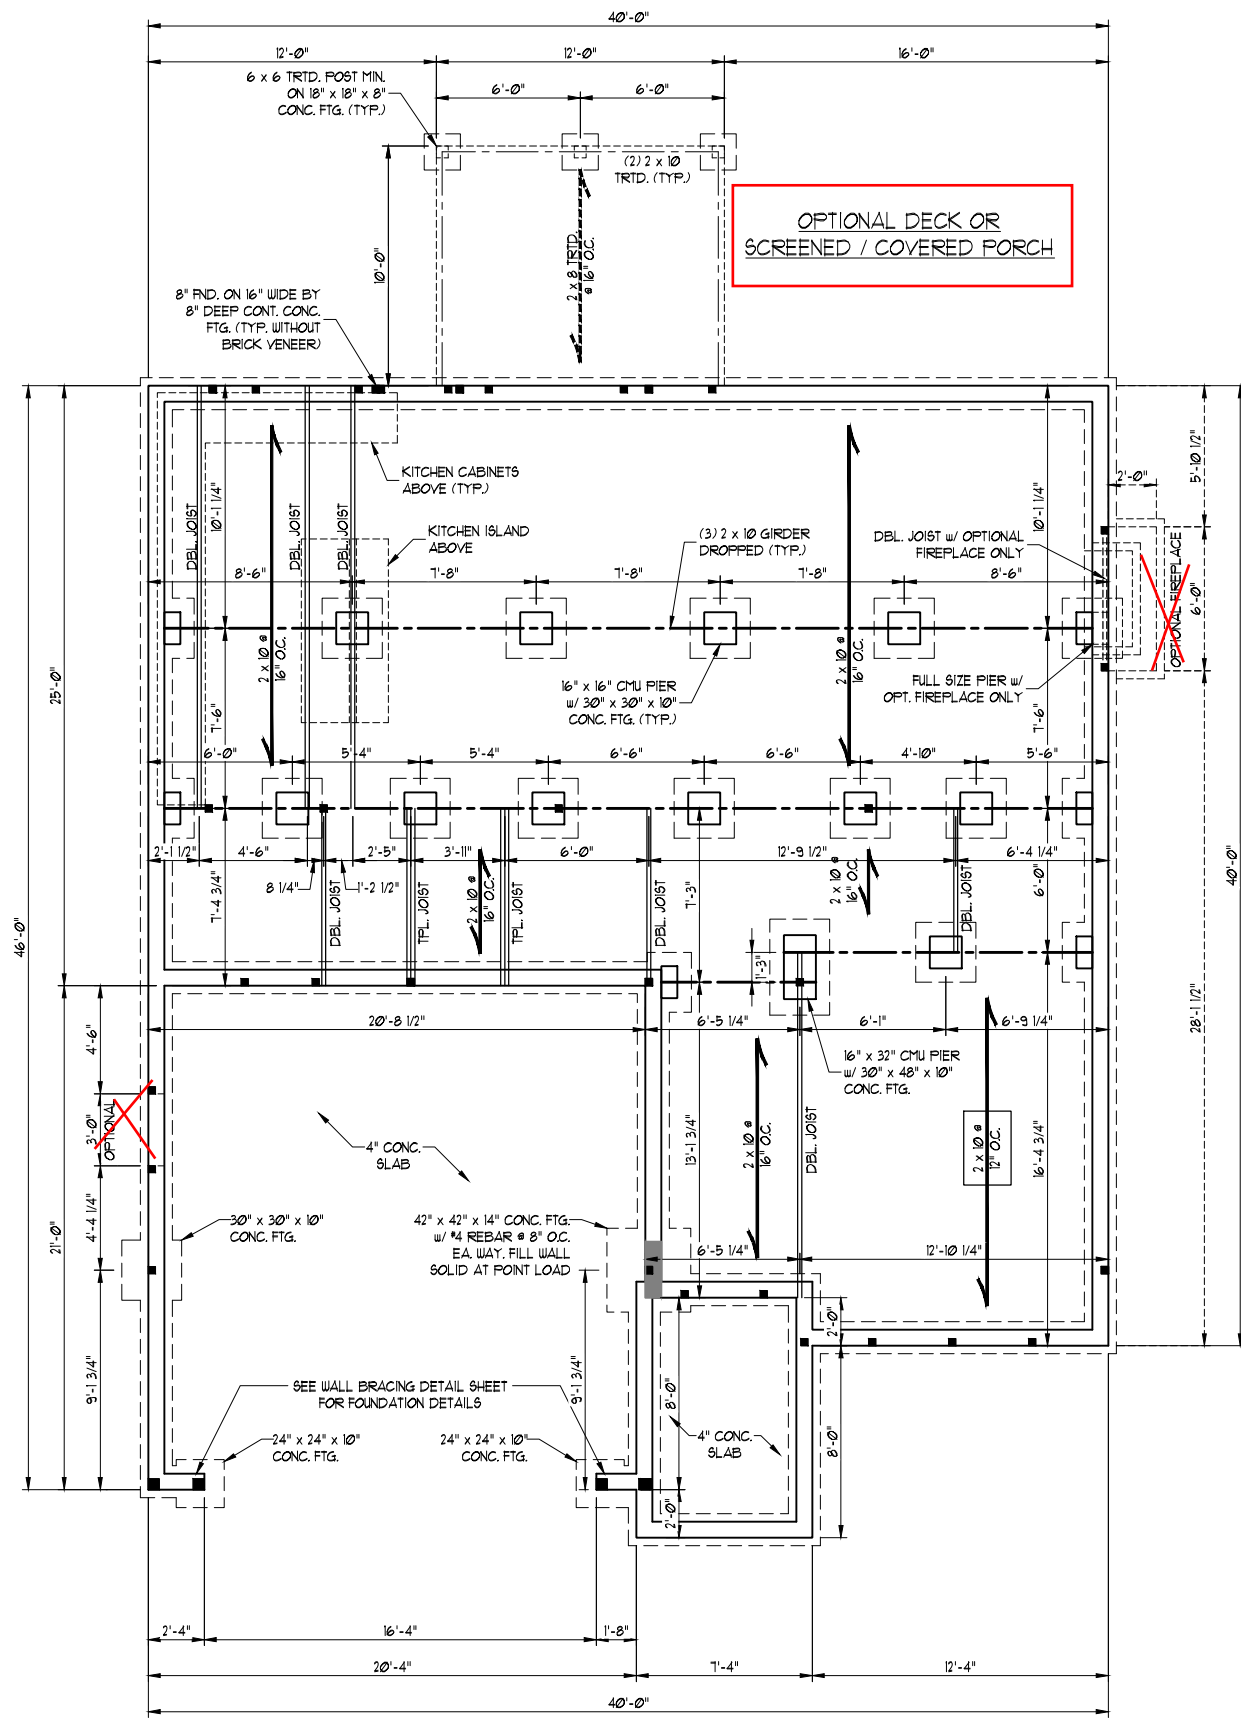 40'-0"
12'-0"
12'-0"
16'-0"
6 x 6 TRTD. POST MIN.
ON 18" x 18" x 8"
CONC. FTG. (TYP.)
6'-0"
6'-0"
(2) 2 x 10
TRTD. (TYP.)
OPTIONAL DECK OR
SCREENED / COVERED PORCH
10'-0"
2 x 8 TRTD.
@ 16" O.C.
8" FND. ON 16" WIDE BY
8" DEEP CONT. CONC.
FTG. (TYP. WITHOUT
BRICK VENEER)
KITCHEN CABINETS
ABOVE (TYP.)
KITCHEN ISLAND
ABOVE
(3) 2 x 10 GIRDER
DROPPED (TYP.)
DBL. JOIST w/ OPTIONAL
FIREPLACE ONLY
2'-0"
5'-10 1/2"
10'-1 1/4"
10'-1 1/4"
DBL. JOIST
DBL. JOIST
DBL. JOIST
OPTIONAL FIREPLACE
6'-0"
8'-6"
7'-8"
7'-8"
7'-8"
8'-6"
25'-0"
2 x 10 @
16" O.C.
2 x 10 @
16" O.C.
16" x 16" CMU PIER
w/ 30" x 30" x 10"
CONC. FTG. (TYP.)
FULL SIZE PIER w/
OPT. FIREPLACE ONLY
7'-6"
7'-6"
6'-0"
5'-4"
5'-4"
6'-6"
6'-6"
4'-10"
5'-6"
2'-1 1/2"
4'-6"
2'-5"
3'-11"
6'-0"
12'-9 1/2"
6'-4 1/4"
8 1/4"
1'-2 1/2"
7'-4 3/4"
DBL. JOIST
TPL. JOIST
2 x 10 @
16" O.C.
TPL. JOIST
DBL. JOIST
7'-3"
2 x 10 @
16" O.C.
DBL. JOIST
6'-0"
40'-0"
46'-0"
1'-3"
28'-1 1/2"
4'-6"
20'-8 1/2"
6'-5 1/4"
6'-1"
6'-9 1/4"
16" x 32" CMU PIER
w/ 30" x 48" x 10"
CONC. FTG.
3'-0"
OPTIONAL
4" CONC.
SLAB
13'-1 3/4"
2 x 10 @
16" O.C.
DBL. JOIST
2 x 10 @
12" O.C.
16'-4 3/4"
4'-4 1/4"
21'-0"
30" x 30" x 10"
CONC. FTG.
42" x 42" x 14" CONC. FTG.
w/ #4 REBAR @ 8" O.C.
EA. WAY. FILL WALL
SOLID AT POINT LOAD
6'-5 1/4"
12'-10 1/4"
2'-0"
9'-1 3/4"
SEE WALL BRACING DETAIL SHEET
FOR FOUNDATION DETAILS
9'-1 3/4"
8'-0"
4" CONC.
SLAB
8'-0"
24" x 24" x 10"
CONC. FTG.
24" x 24" x 10"
CONC. FTG.
2'-0"
2'-4"
16'-4"
1'-8"
20'-4"
7'-4"
12'-4"
40'-0"